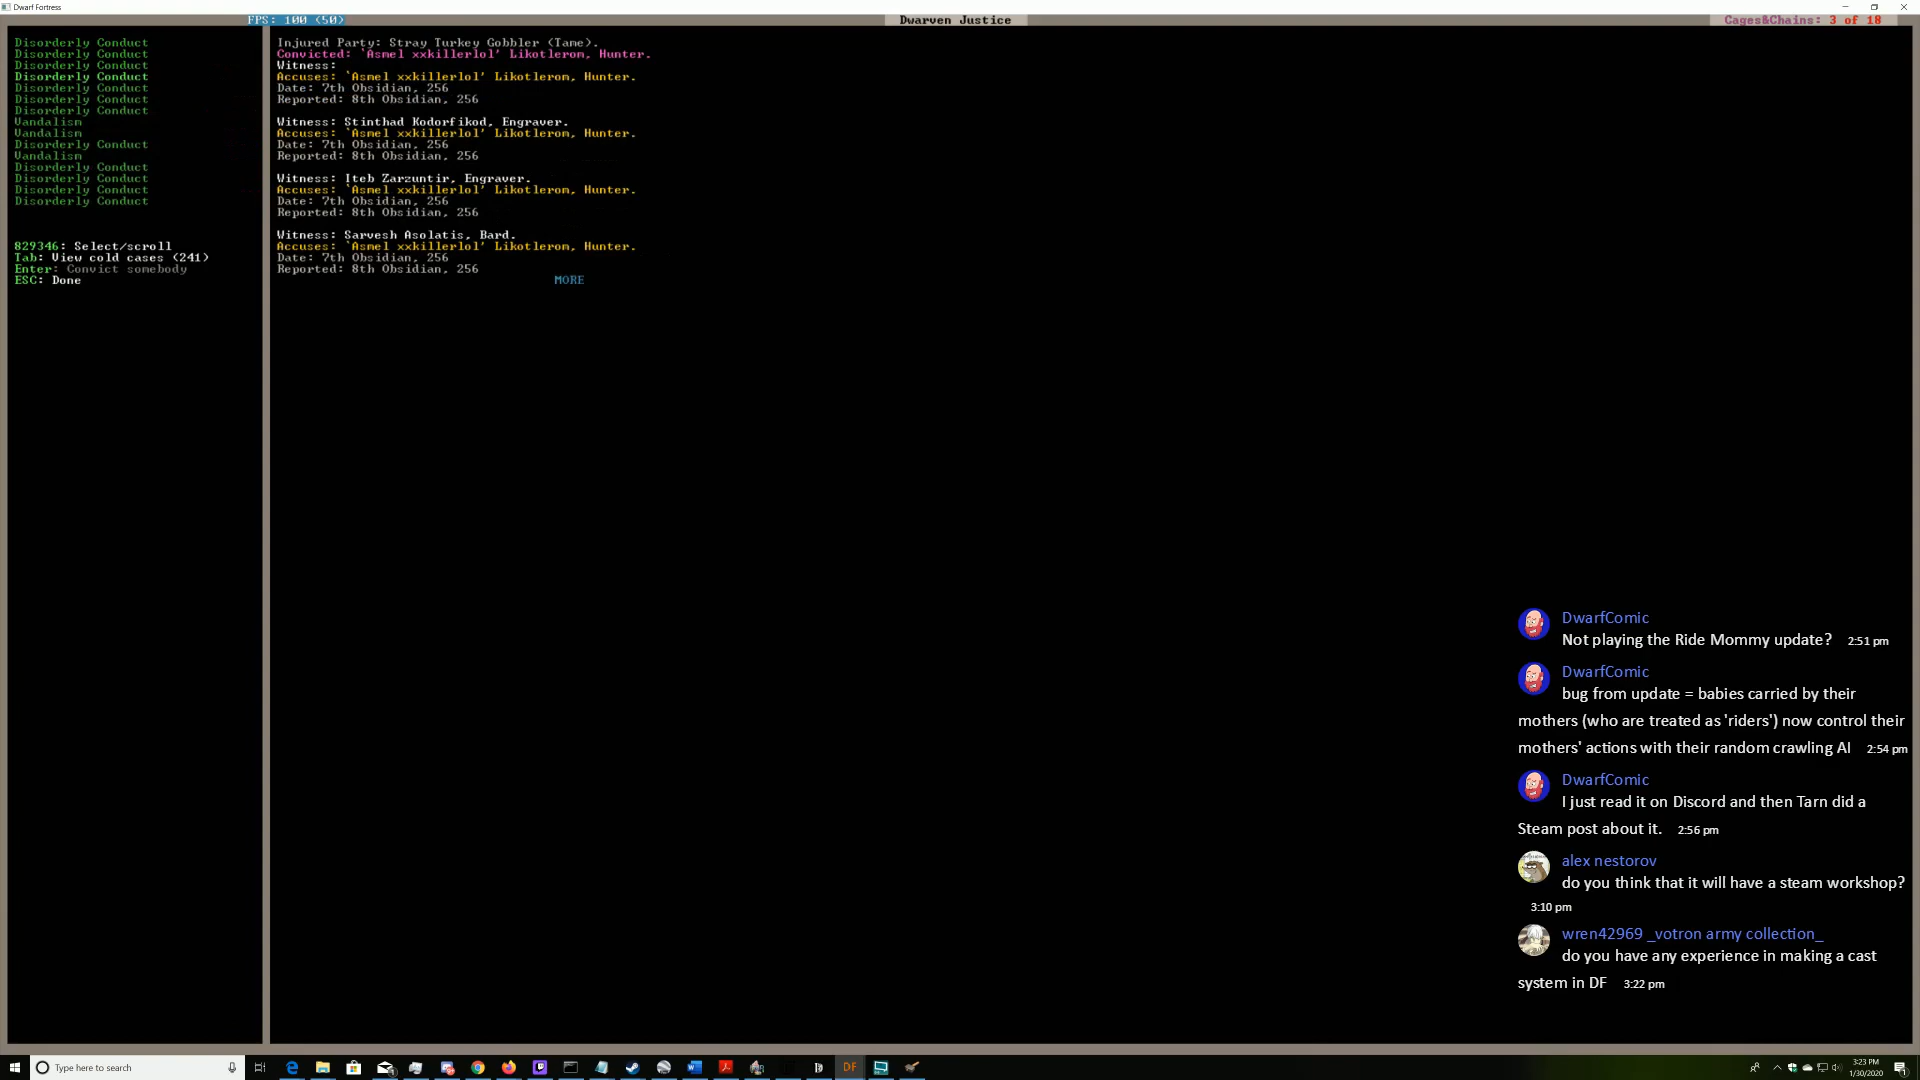 Dwarf Fortress
FPS: 100 (50)
Dwarven Justice
Cages&Chains: 3 of 18
Disorderly Conduct
Disorderly Conduct
Disorderly Conduct
Disorderly Conduct
Disorderly Conduct
Disorderly Conduct
Disorderly Conduct
Vandalism
Vandalism
Disorderly Conduct
Vandalism
Disorderly Conduct
Disorderly Conduct
Disorderly Conduct
Disorderly Conduct
829346: Select/scroll
Tab: View cold cases (241)
Enter: Convict somebody
ESC: Done
Injured Party: Stray Turkey Gobbler (Tame).
Convicted: `Asmel xxkillerlol' Likotlerom, Hunter.
Witness:
Accuses: `Asmel xxkillerlol' Likotlerom, Hunter.
Date: 7th Obsidian, 256
Reported: 8th Obsidian, 256
Witness: Stinthad Kodorfikod, Engraver.
Accuses: `Asmel xxkillerlol' Likotlerom, Hunter.
Date: 7th Obsidian, 256
Reported: 8th Obsidian, 256
Witness: Iteb Zarzuntir, Engraver.
Accuses: `Asmel xxkillerlol' Likotlerom, Hunter.
Date: 7th Obsidian, 256
Reported: 8th Obsidian, 256
Witness: Sarvesh Asolatis, Bard.
Accuses: `Asmel xxkillerlol' Likotlerom, Hunter.
Date: 7th Obsidian, 256
Reported: 8th Obsidian, 256
MORE
DwarfComic
Not playing the Ride Mommy update? 2:51 pm
DwarfComic
bug from update = babies carried by their
mothers (who are treated as 'riders') now control their
mothers' actions with their random crawling AI 2:54 pm
DwarfComic
I just read it on Discord and then Tarn did a
Steam post about it. 2:56 pm
alex nestorov
do you think that it will have a steam workshop?
3:10 pm
wren42969 _votron army collection_
do you have any experience in making a cast
system in DF 3:22 pm
Type here to search
DF
3:23 PM
1/30/2020